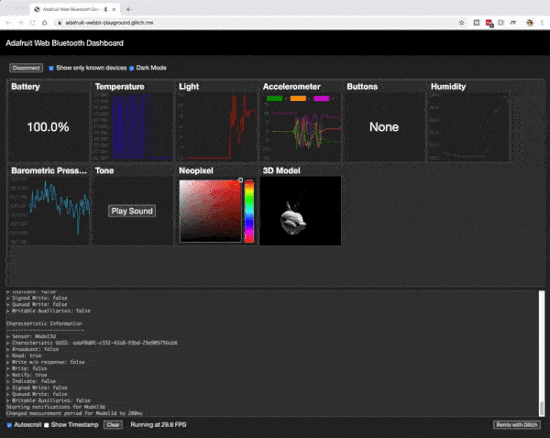 Adafruit Web Bluetooth Dash
adafruit-webble-playground.glitch.me
Adafruit Web Bluetooth Dashboard
Disconnect
Show only known devices
Dark Mode
Battery
Temperature
Light
Accelerometer
Buttons
Humidity
100.0%
None
Barometric Press...
Tone
Neopixel
3D Model
Play Sound
> Indicate: false
> Signed Write: false
> Queued Write: false
> Writable Auxiliaries: false
Characteristic Information
> Sensor: Model3d
> Characteristic UUID:
> Broadcast: false
> Read: true
> Write w/o response: false
> Write: false
> Notify: true
> Indicate: false
> Signed Write: false
> Queued Write: false
> Writable Auxiliaries: false
Starting notifications for Model3d
Changed measurement period for Model3d to 200ms
Autoscroll
Show Timestamp
Clear
Running at 29.8 FPS
Remix with Glitch